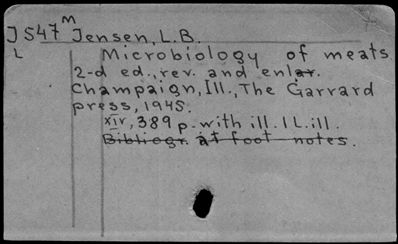 J547 M Jensen, L.B.
L Microbiology of meats
2-d ed., rev. and enlar.
Champaign, Ill., The Garrard
press, 1945.
XIV, 389 p. with ill. 1 L. ill.
Bibliogr. at foot notes.